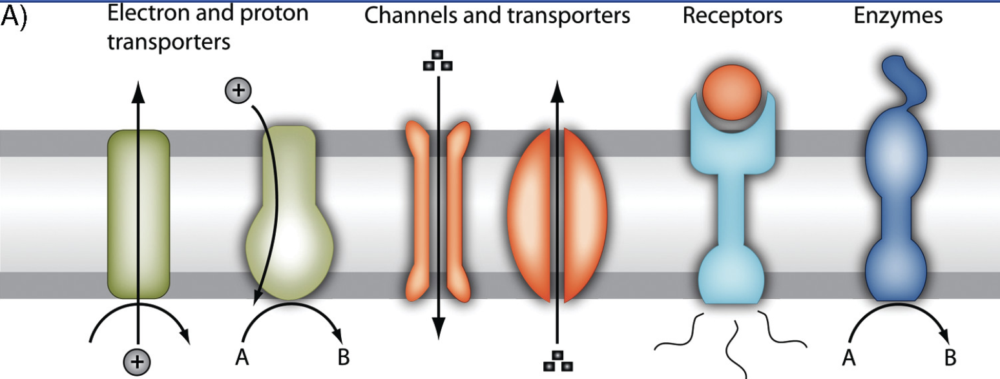 A)
Electron and proton
transporters
Channels and transporters
Receptors
Enzymes
+
+
A
B
A
B